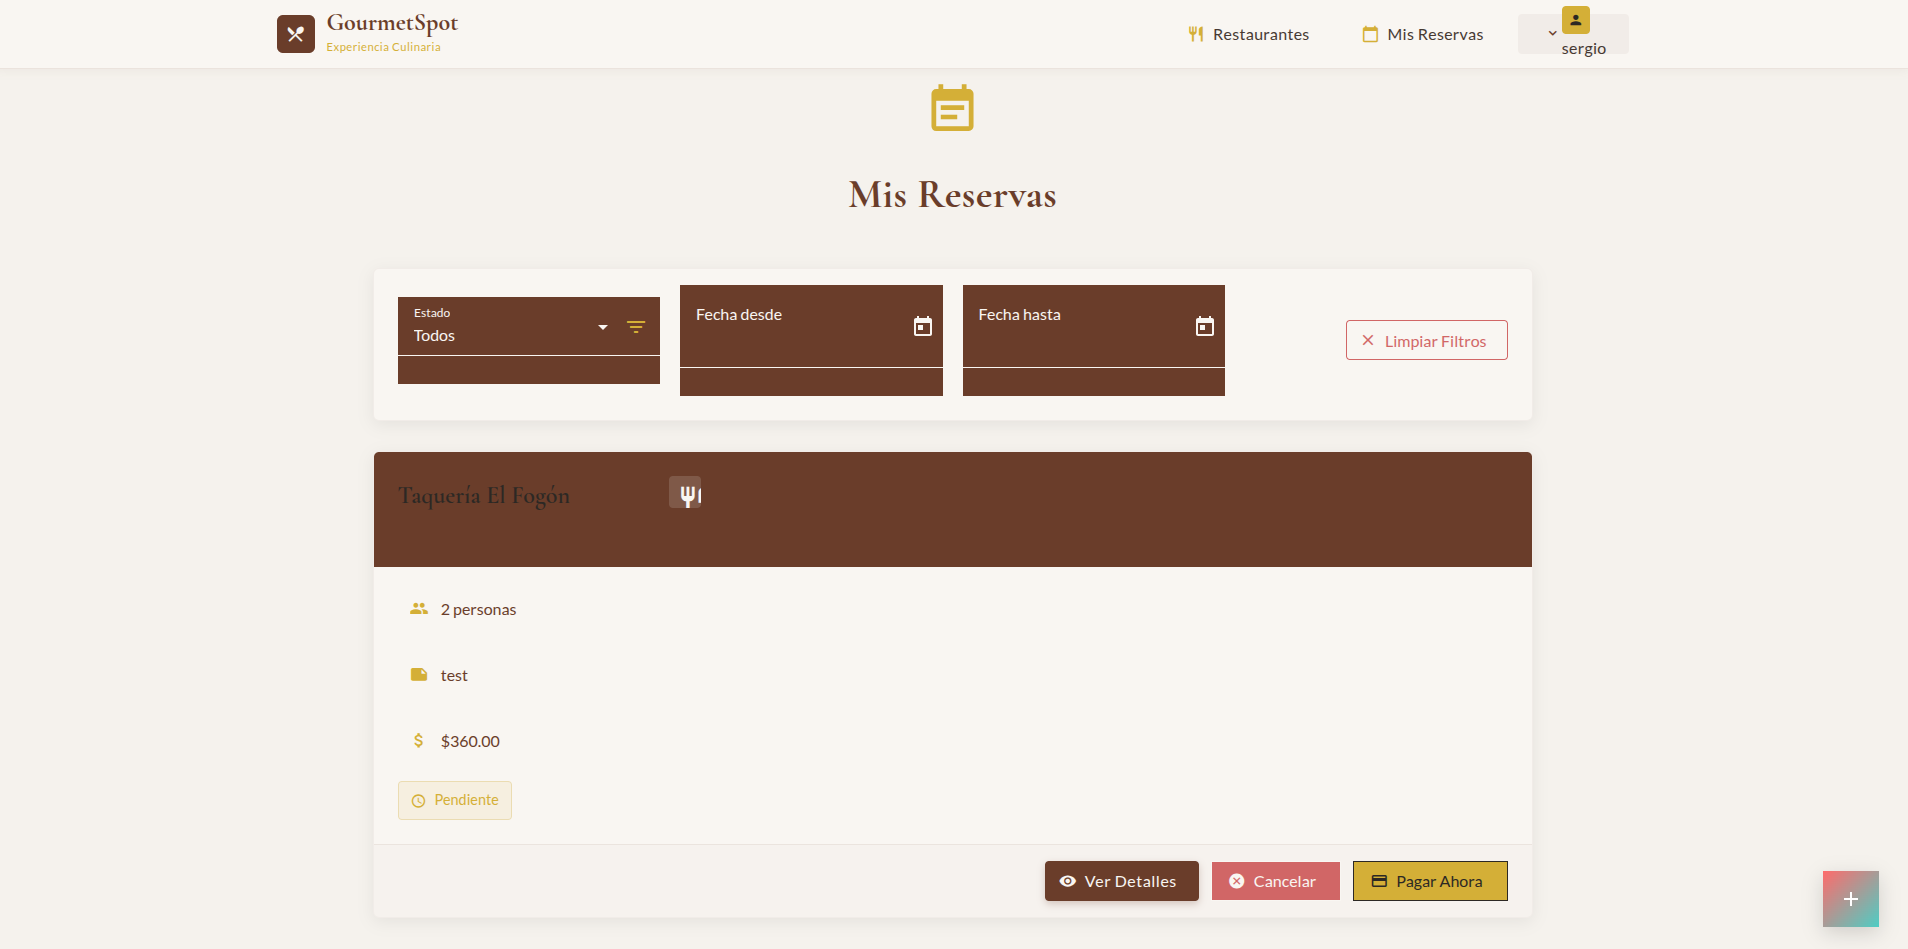 GourmetSpot
Experiencia Culinaria
Restaurantes
Mis Reservas
sergio
Mis Reservas
Estado
Todos
Fecha desde
Fecha hasta
Limpiar Filtros
Taquería El Fogón
2 personas
test
$360.00
Pendiente
Ver Detalles
Cancelar
Pagar Ahora